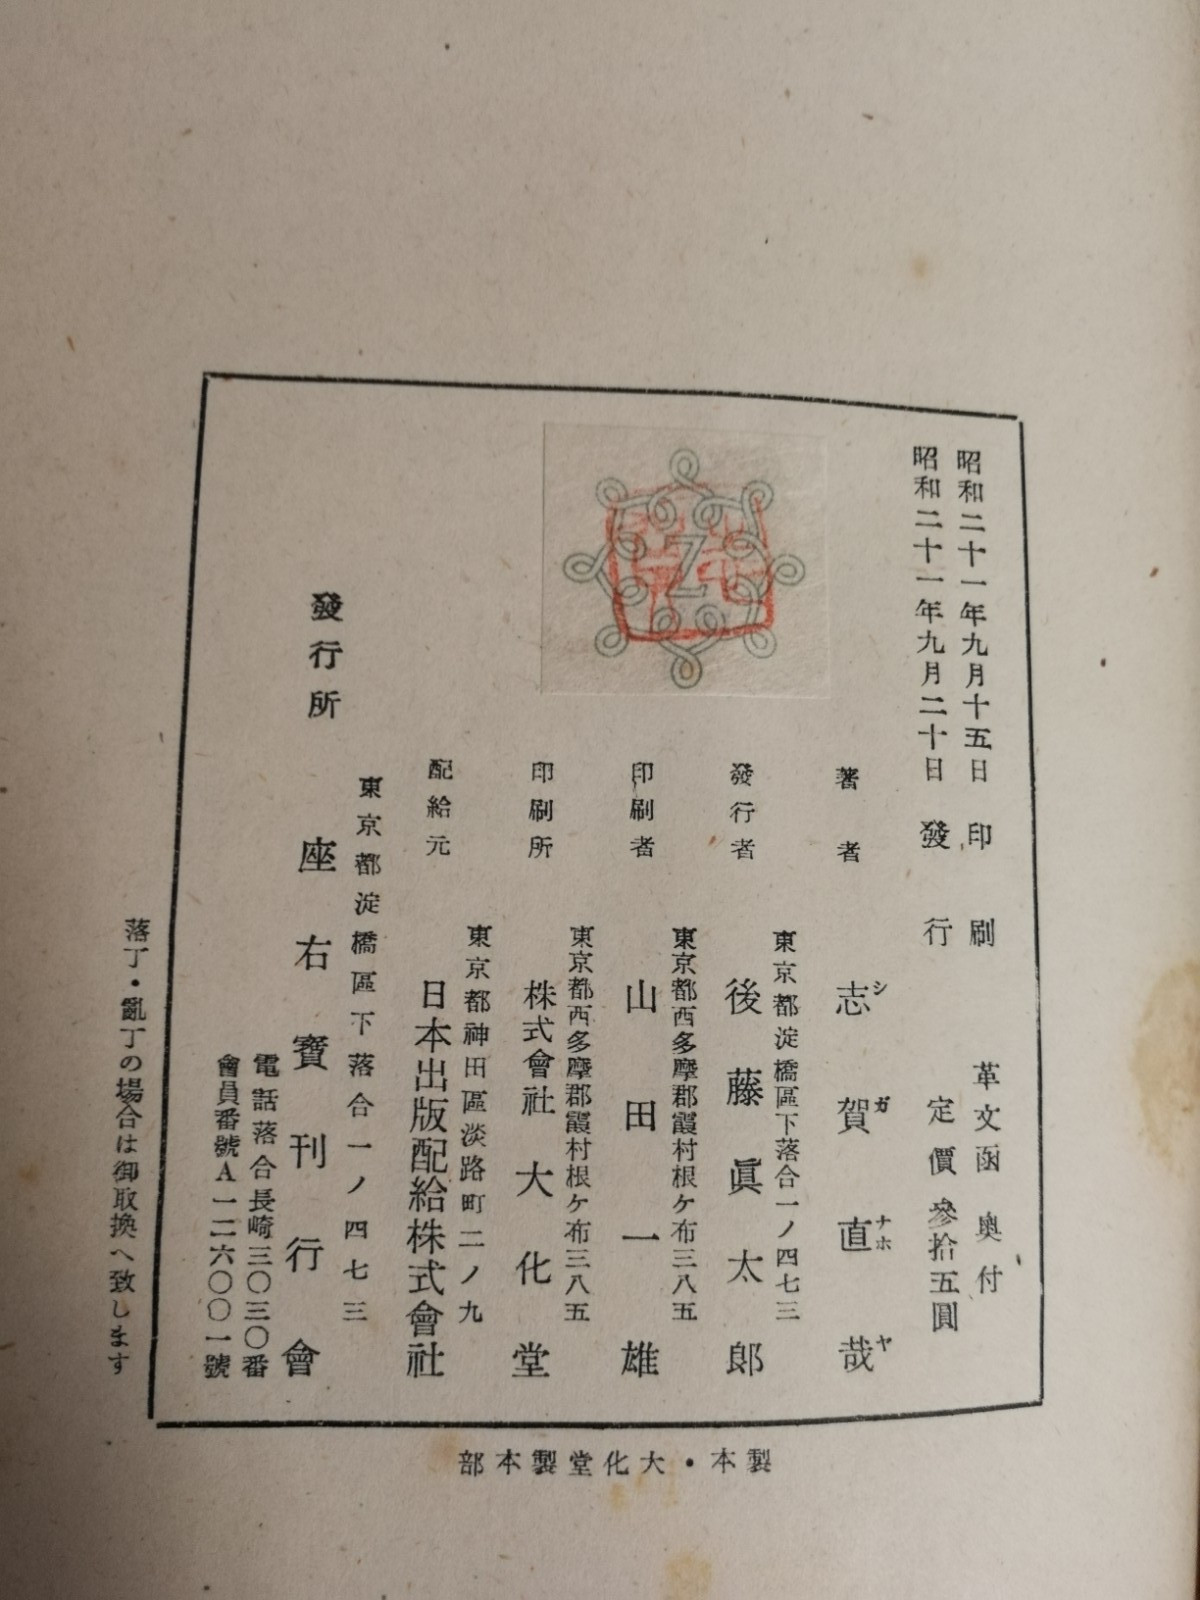 昭和二十一年九月十五日 印刷
昭和二十一年九月二十日 發行
革文函 奥付
定價 參拾五圓
著者 志賀直哉
シガナホヤ
東京都淀橋區下落合一ノ四七三
發行者 後藤眞太郎
東京都西多摩郡霞村根ケ布三八五
印刷者 山田一雄
東京都西多摩郡霞村根ケ布三八五
印刷所 株式會社大化堂
東京都神田區淡路町二ノ九
配給元 日本出版配給株式會社
東京都淀橋區下落合一ノ四七三
發行所 座右寶刊行會
電話落合長崎三〇三〇番
會員番號A一二六〇〇一號
落丁・亂丁の場合は御取換へ致します
部本製堂化大・本製
Z